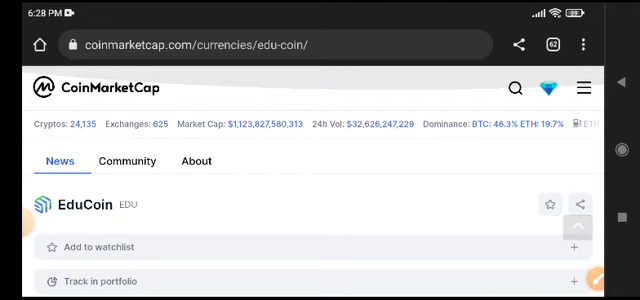 6:28 PM
coinmarketcap.com/currencies/edu-coin/
62
CoinMarketCap
Cryptos: 24,135 Exchanges: 625 Market Cap: $1,123,827,580,313 24h Vol: $32,626,247,229 Dominance: BTC: 46.3% ETH: 19.7% ETH
News Community About
EduCoin EDU
Add to watchlist +
Track in portfolio +